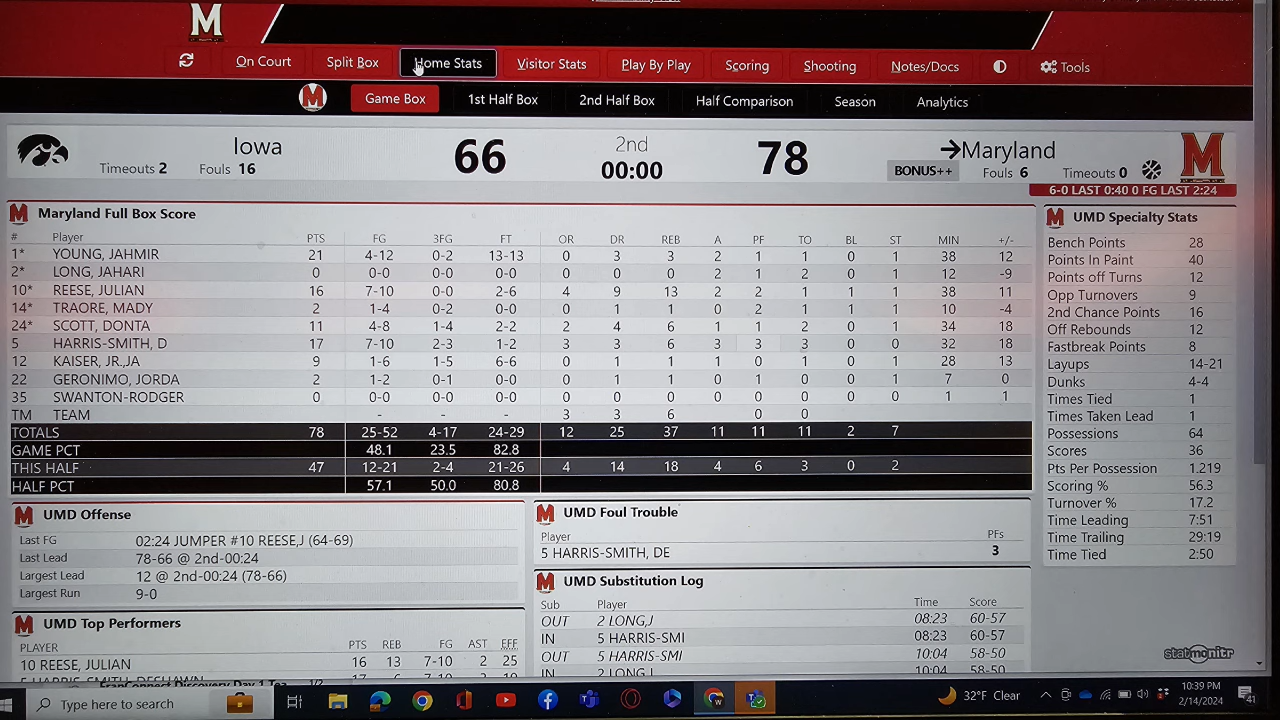 M
On Court Split Box Home Stats Visitor Stats Play By Play Scoring Shooting Notes/Docs Tools
M Game Box 1st Half Box 2nd Half Box Half Comparison Season Analytics
Iowa 66 2nd 78 →Maryland M
Timeouts 2 Fouls 16 00:00 BONUS++ Fouls 6 Timeouts 0
6-0 LAST 0:40 0 FG LAST 2:24
M Maryland Full Box Score
# Player PTS FG 3FG FT OR DR REB A PF TO BL ST MIN +/-
1* YOUNG, JAHMIR 21 4-12 0-2 13-13 0 3 3 2 1 1 0 1 38 12
2* LONG, JAHARI 0 0-0 0-0 0-0 0 0 0 2 1 2 0 1 12 -9
10* REESE, JULIAN 16 7-10 0-0 2-6 4 9 13 2 2 1 1 1 38 11
14* TRAORE, MADY 2 1-4 0-2 0-0 0 1 1 0 2 1 1 1 10 -4
24* SCOTT, DONTA 11 4-8 1-4 2-2 2 4 6 1 1 2 0 1 34 18
5 HARRIS-SMITH, D 17 7-10 2-3 1-2 3 3 6 3 3 3 0 0 32 18
12 KAISER, JR.,JA 9 1-6 1-5 6-6 0 1 1 1 0 1 0 1 28 13
22 GERONIMO, JORDA 2 1-2 0-1 0-0 0 1 1 0 1 0 0 1 7 0
35 SWANTON-RODGER 0 0-0 0-0 0-0 0 0 0 0 0 0 0 0 1 1
TM TEAM - - - 3 3 6 0 0
TOTALS 78 25-52 4-17 24-29 12 25 37 11 11 11 2 7
GAME PCT 48.1 23.5 82.8
THIS HALF 47 12-21 2-4 21-26 4 14 18 4 6 3 0 2
HALF PCT 57.1 50.0 80.8
M UMD Specialty Stats
Bench Points 28
Points In Paint 40
Points off Turns 12
Opp Turnovers 9
2nd Chance Points 16
Off Rebounds 12
Fastbreak Points 8
Layups 14-21
Dunks 4-4
Times Tied 1
Times Taken Lead 1
Possessions 64
Scores 36
Pts Per Possession 1.219
Scoring % 56.3
Turnover % 17.2
Time Leading 7:51
Time Trailing 29:19
Time Tied 2:50
M UMD Offense
Last FG 02:24 JUMPER #10 REESE,J (64-69)
Last Lead 78-66 @ 2nd-00:24
Largest Lead 12 @ 2nd-00:24 (78-66)
Largest Run 9-0
M UMD Foul Trouble
Player PFs
5 HARRIS-SMITH, DE 3
M UMD Substitution Log
Sub Player Time Score
OUT 2 LONG,J 08:23 60-57
IN 5 HARRIS-SMI 08:23 60-57
OUT 5 HARRIS-SMI 10:04 58-50
IN 2 LONG,J 10:04 58-50
M UMD Top Performers
PLAYER PTS REB FG AST EFF
10 REESE, JULIAN 16 13 7-10 2 25
statmonitr
Type here to search 32°F Clear 10:39 PM
2/14/2024 41